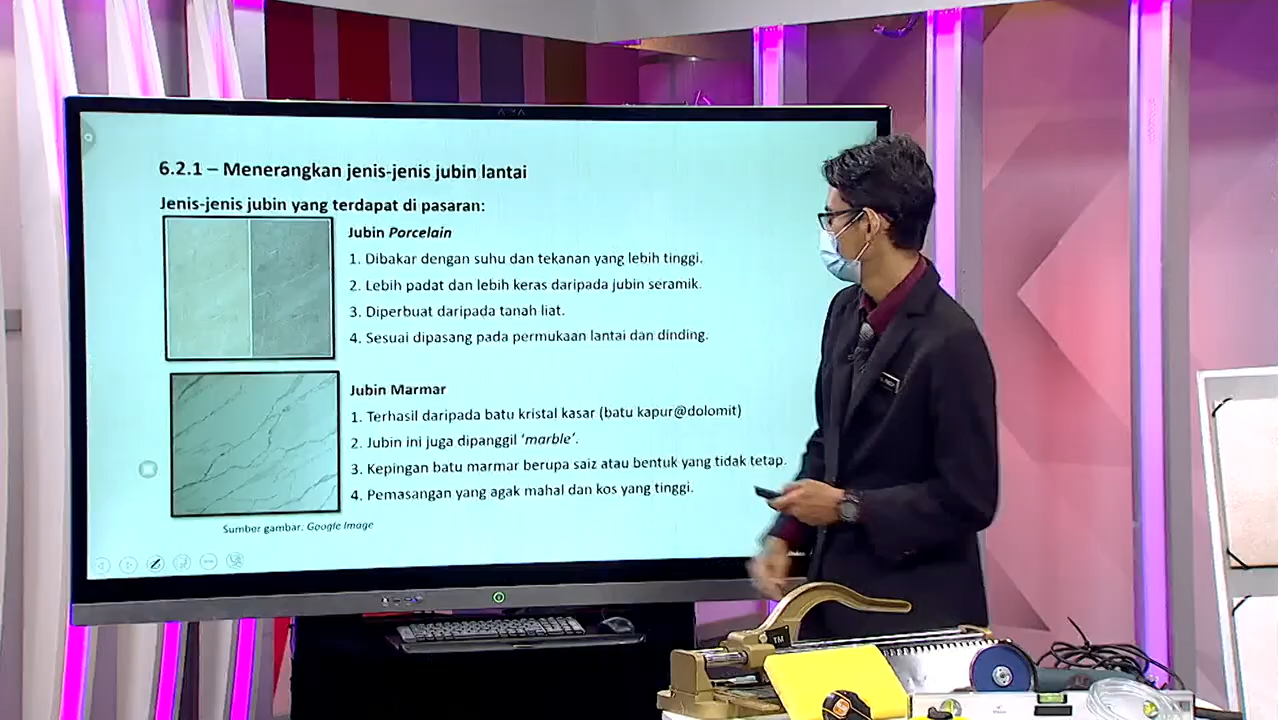 6.2.1 – Menerangkan jenis-jenis jubin lantai
Jenis-jenis jubin yang terdapat di pasaran:
Jubin Porcelain
1. Dibakar dengan suhu dan tekanan yang lebih tinggi.
2. Lebih padat dan lebih keras daripada jubin seramik.
3. Diperbuat daripada tanah liat.
4. Sesuai dipasang pada permukaan lantai dan dinding.
Jubin Marmar
1. Terhasil daripada batu kristal kasar (batu kapur@dolomit)
2. Jubin ini juga dipanggil ‘marble’.
3. Kepingan batu marmar berupa saiz atau bentuk yang tidak tetap.
4. Pemasangan yang agak mahal dan kos yang tinggi.
Sumber gambar: Google Image
TM